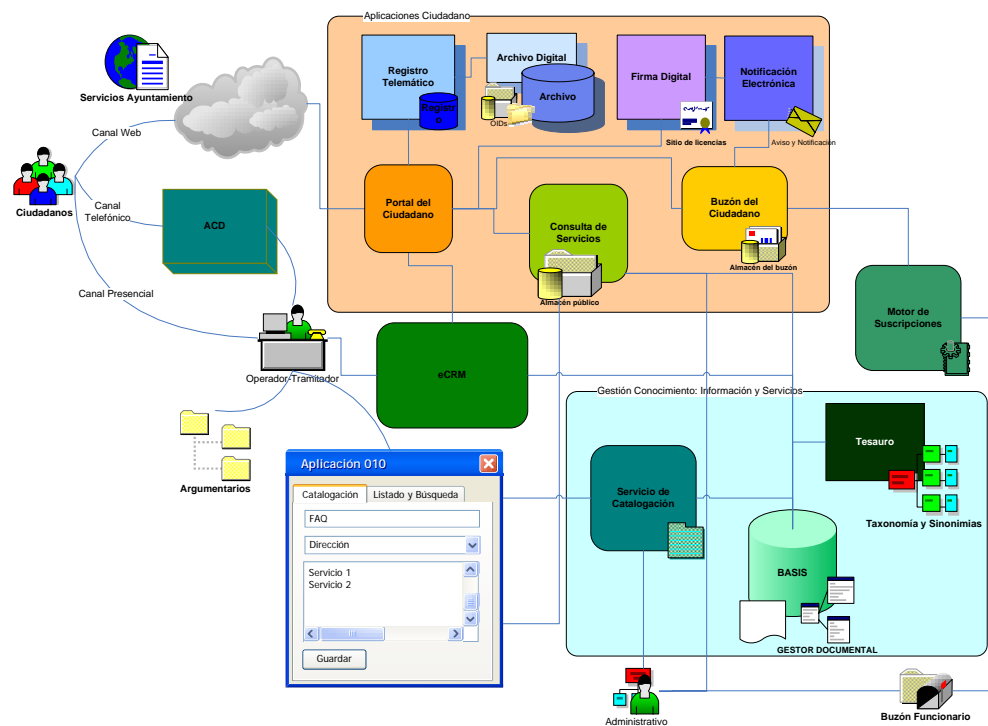 Aplicaciones Ciudadano
Servicios Ayuntamiento
Registro
Telemático
Registr
o
Archivo Digital
Archivo
OIDs
Firma Digital
Sitio de licencias
Notificación
Electrónica
Aviso y Notificación
Canal Web
Ciudadanos
Canal
Telefónico
ACD
Portal del
Ciudadano
Consulta de
Servicios
Almacén público
Buzón del
Ciudadano
Almacén del buzón
Canal Presencial
Motor de
Suscripciones
Operador-Tramitador
eCRM
Gestión Conocimiento: Información y Servicios
Argumentarios
Tesauro
Taxonomía y Sinonimias
Aplicación 010
Catalogación
Listado y Búsqueda
FAQ
Dirección
Servicio 1
Servicio 2
Guardar
Servicio de
Catalogación
BASIS
GESTOR DOCUMENTAL
Administrativo
Buzón Funcionario